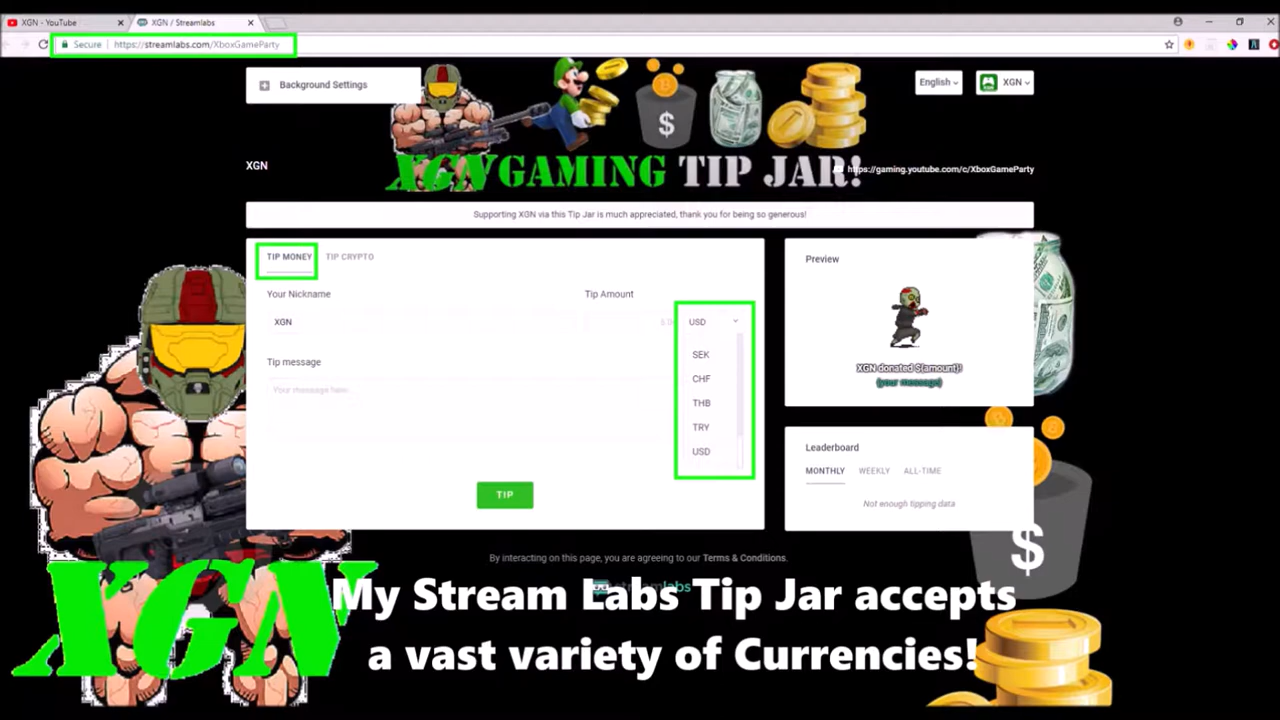 XGN - YouTube
XGN / Streamlabs
Secure
https://streamlabs.com/XboxGameParty
Background Settings
English
XGN
$
XGN
XGNGAMING TIP JAR!
https://gaming.youtube.com/c/XboxGameParty
Supporting XGN via this Tip Jar is much appreciated, thank you for being so generous!
TIP MONEY
TIP CRYPTO
Your Nickname
Tip Amount
XGN
USD
SEK
CHF
THB
TRY
USD
Tip message
Your message here
TIP
Preview
XGN donated ${amount}!
(your message)
Leaderboard
MONTHLY
WEEKLY
ALL-TIME
Not enough tipping data
$
By interacting on this page, you are agreeing to our Terms & Conditions.
XGN
My Stream Labs Tip Jar accepts
a vast variety of Currencies!